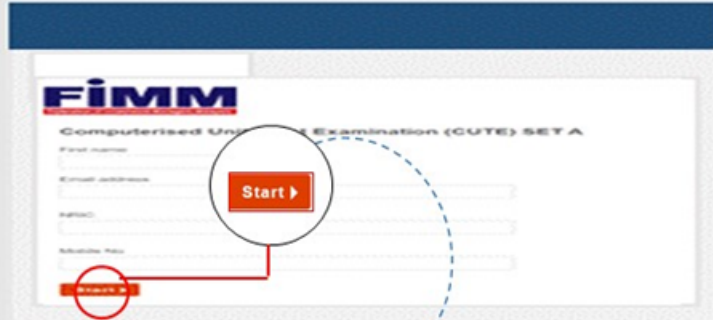 FiMM
Computerised Uni t Examination (CUTE) SET A
First name
Email address
Start
NRIC
Mobile No
Start